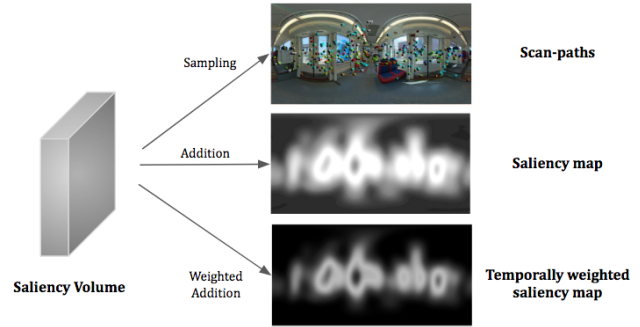 Sampling
Scan-paths
Addition
Saliency map
Saliency Volume
Weighted
Addition
Temporally weighted
saliency map